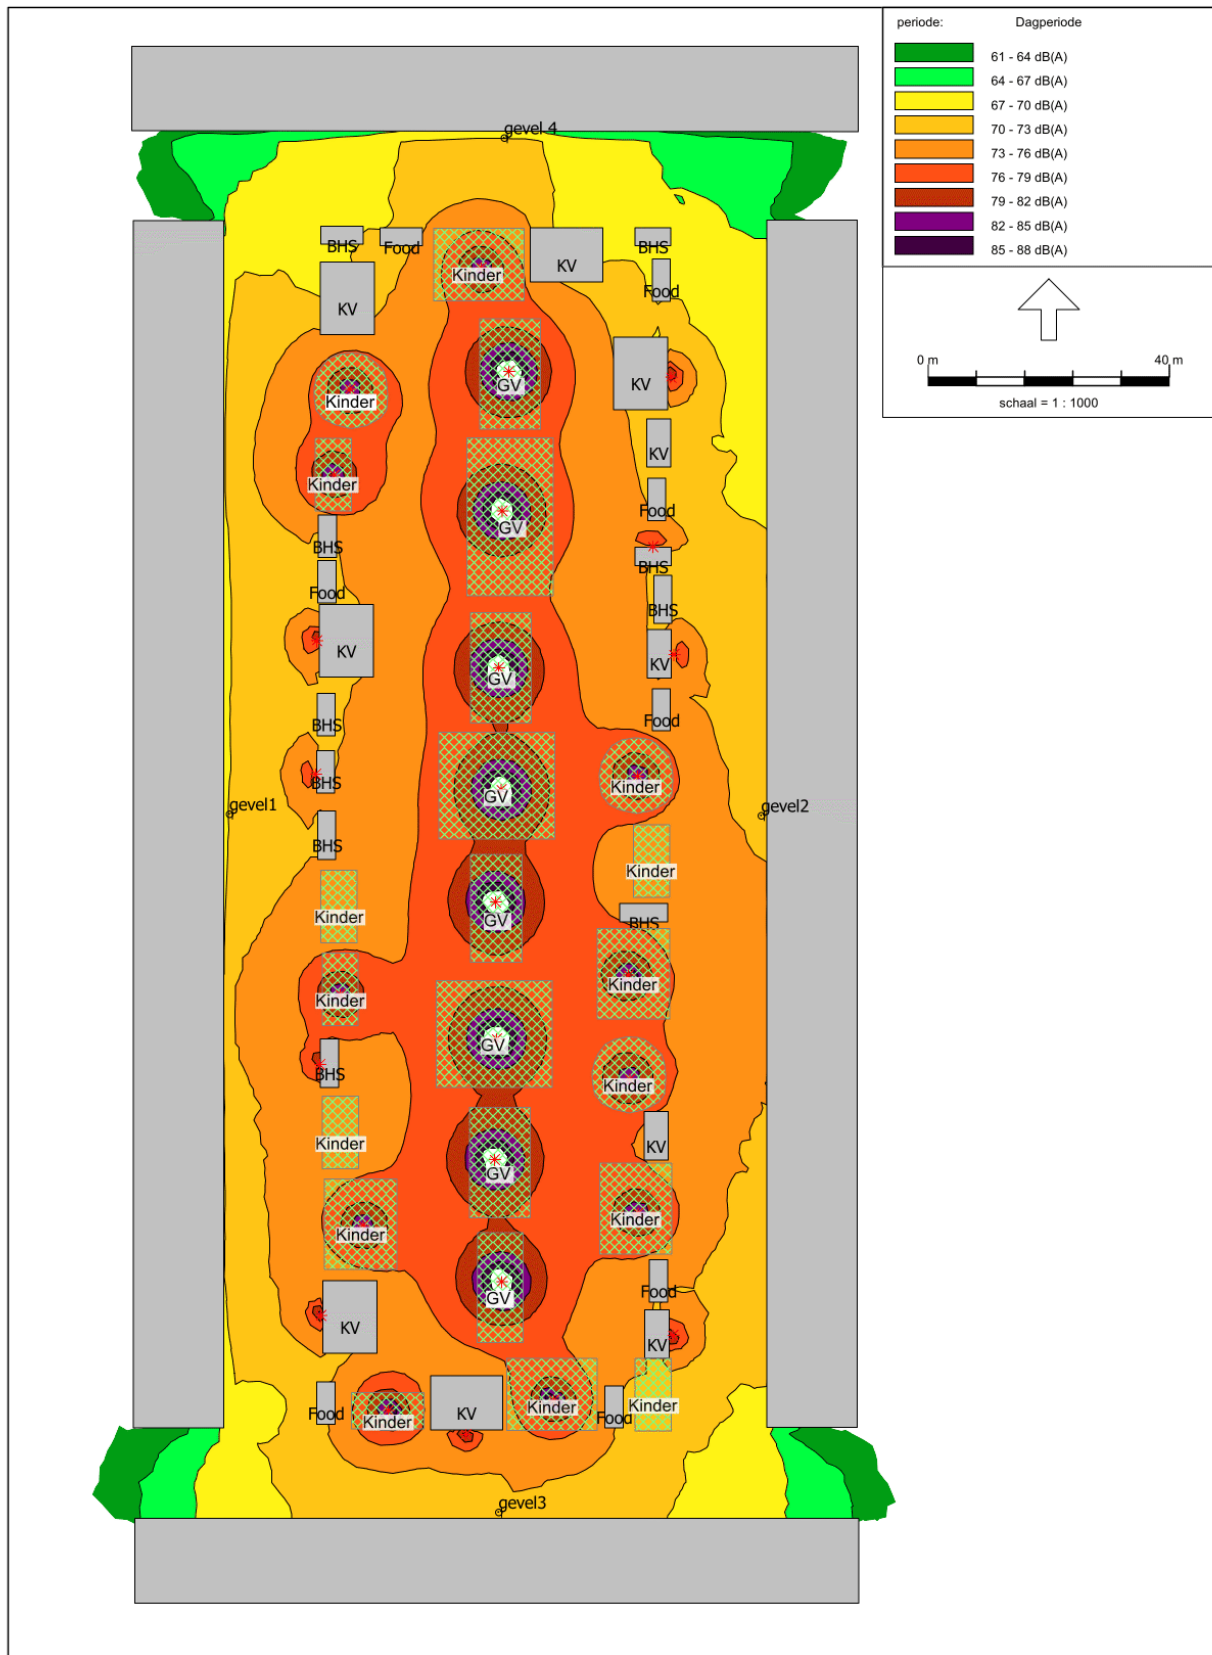 periode: Dagperiode
61 - 64 dB(A)
64 - 67 dB(A)
67 - 70 dB(A)
70 - 73 dB(A)
73 - 76 dB(A)
76 - 79 dB(A)
79 - 82 dB(A)
82 - 85 dB(A)
85 - 88 dB(A)
0 m 40 m
schaal = 1 : 1000
gevel 4
BHS Food BHS
Kinder KV
Food
KV
KV GV
Kinder
Kinder
Food
GV
BHS
BHS
Food BHS
KV KV
GV
Food
BHS
BHS Kinder
GV
gevel1 gevel2
BHS
Kinder
Kinder GV BHS
Kinder
Kinder
GV
BHS Kinder
Kinder KV
GV
Kinder
Kinder
Food
GV
KV KV
Food Kinder KV Kinder Food Kinder
gevel3